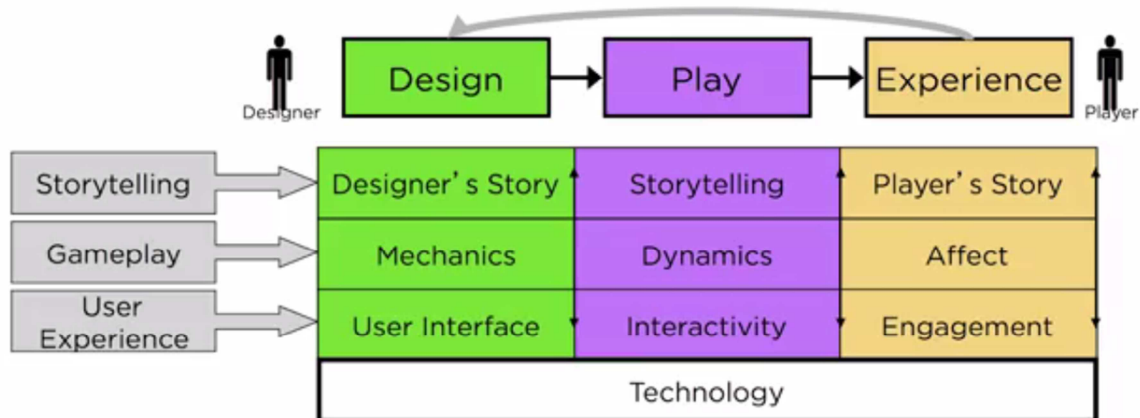 Design
Play
Experience
Designer
Player
Storytelling
Designer's Story
Storytelling
Player's Story
Gameplay
Mechanics
Dynamics
Affect
User
Experience
User Interface
Interactivity
Engagement
Technology